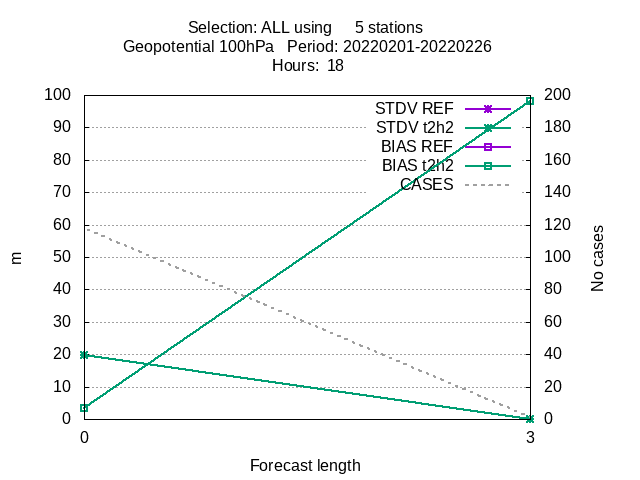 Selection: ALL using 5 stations
Geopotential 100hPa Period: 20220201-20220226
Hours: 18
100
90
80
70
60
50
40
30
20
10
0
m
STDV REF
STDV t2h2
BIAS REF
BIAS t2h2
CASES
200
180
160
140
120
100
80
60
40
20
0
No cases
0 3
Forecast length